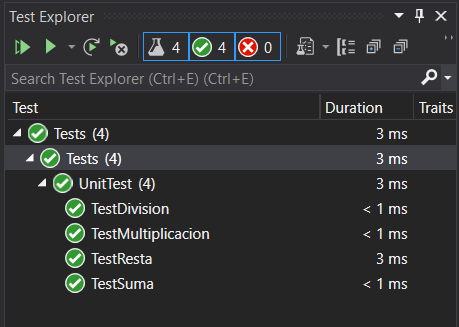 Test Explorer
4 4 0
Search Test Explorer (Ctrl+E) (Ctrl+E)
Test Duration Traits
Tests (4) 3 ms
Tests (4) 3 ms
UnitTest (4) 3 ms
TestDivision < 1 ms
TestMultiplicacion < 1 ms
TestResta 3 ms
TestSuma < 1 ms